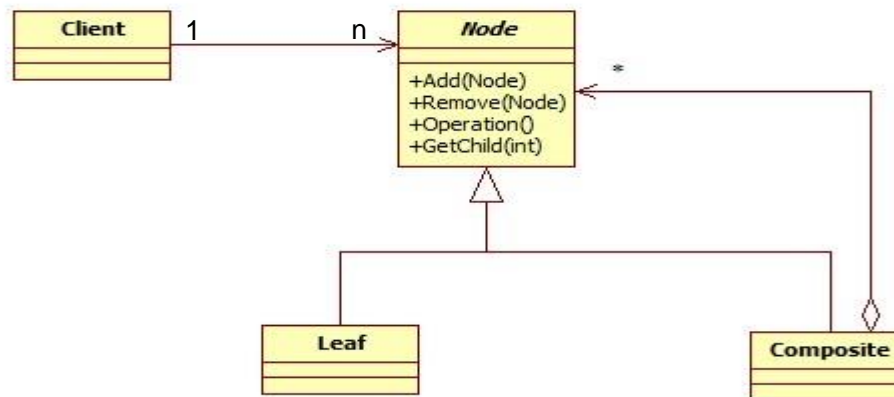 Client
1
n
Node
+Add(Node)
+Remove(Node)
+Operation()
+GetChild(int)
*
Leaf
Composite